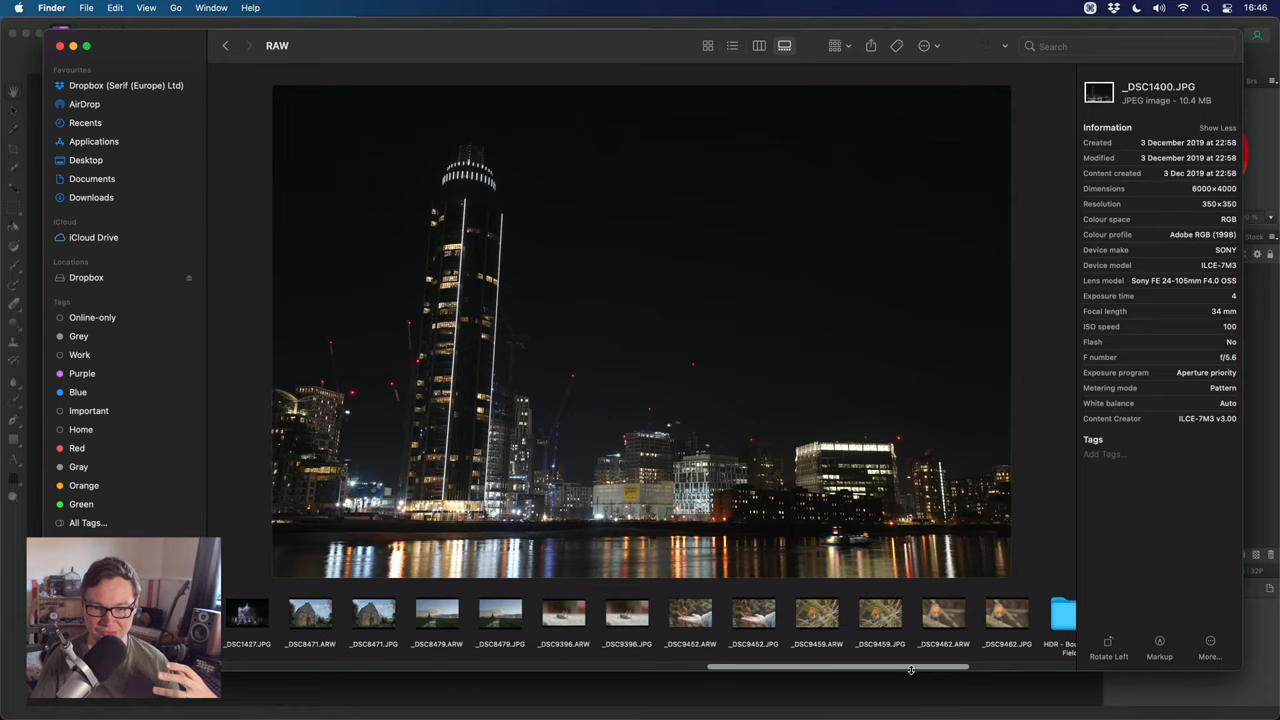 Finder File Edit View Go Window Help 16:46
RAW
Search
Favourites
Dropbox (Serif (Europe) Ltd)
AirDrop
Recents
Applications
Desktop
Documents
Downloads
iCloud
iCloud Drive
Locations
Dropbox
Tags
Online-only
Grey
Work
Purple
Blue
Important
Home
Red
Gray
Orange
Green
All Tags...
_DSC1427.JPG _DSC8471.ARW _DSC8471.JPG _DSC8479.ARW _DSC8479.JPG _DSC9396.ARW _DSC9396.JPG _DSC9452.ARW _DSC9452.JPG _DSC9459.ARW _DSC9459.JPG _DSC9462.ARW _DSC9462.JPG HDR - Bou
Field
_DSC1400.JPG
JPEG image - 10.4 MB
Information Show Less
Created 3 December 2019 at 22:58
Modified 3 December 2019 at 22:58
Content created 3 Dec 2019 at 22:58
Dimensions 6000×4000
Resolution 350×350
Colour space RGB
Colour profile Adobe RGB (1998)
Device make SONY
Device model ILCE-7M3
Lens model Sony FE 24-105mm F4.0 OSS
Exposure time 4
Focal length 34 mm
ISO speed 100
Flash No
F number f/5.6
Exposure program Aperture priority
Metering mode Pattern
White balance Auto
Content Creator ILCE-7M3 v3.00
Tags
Add Tags...
Rotate Left Markup More...
Brs
Stock
32P